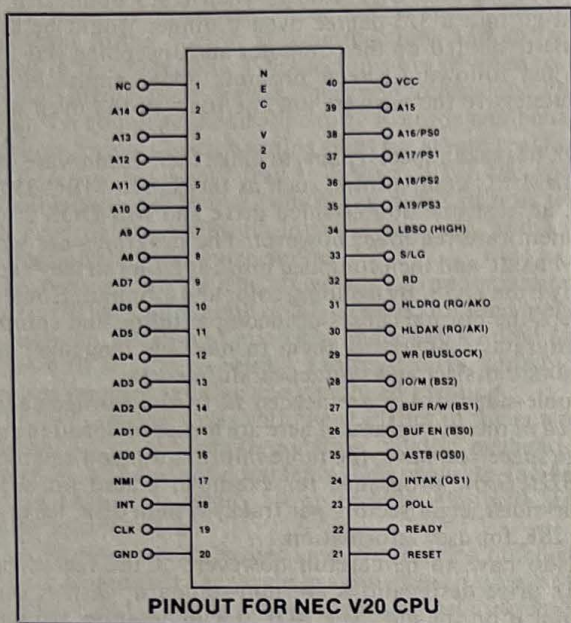 NEC V20
NC 1 40 VCC
A14 2 39 A15
A13 3 38 A16/PS0
A12 4 37 A17/PS1
A11 5 36 A18/PS2
A10 6 35 A19/PS3
A9 7 34 LBSO (HIGH)
A8 8 33 S/LG
AD7 9 32 RD
AD6 10 31 HLDRQ (RQ/AKO
AD5 11 30 HLDAK (RQ/AKI)
AD4 12 29 WR (BUSLOCK)
AD3 13 28 IO/M (BS2)
AD2 14 27 BUF R/W (BS1)
AD1 15 26 BUF EN (BS0)
AD0 16 25 ASTB (QS0)
NMI 17 24 INTAK (QS1)
INT 18 23 POLL
CLK 19 22 READY
GND 20 21 RESET
PINOUT FOR NEC V20 CPU